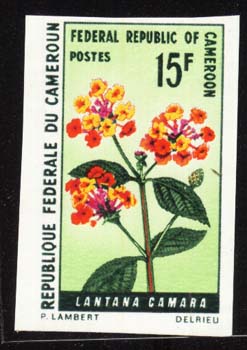 REPUBLIQUE FEDERALE DU CAMEROUN
FEDERAL REPUBLIC OF
CAMEROON
POSTES
15F
LANTANA CAMARA
P. LAMBERT DELRIEU